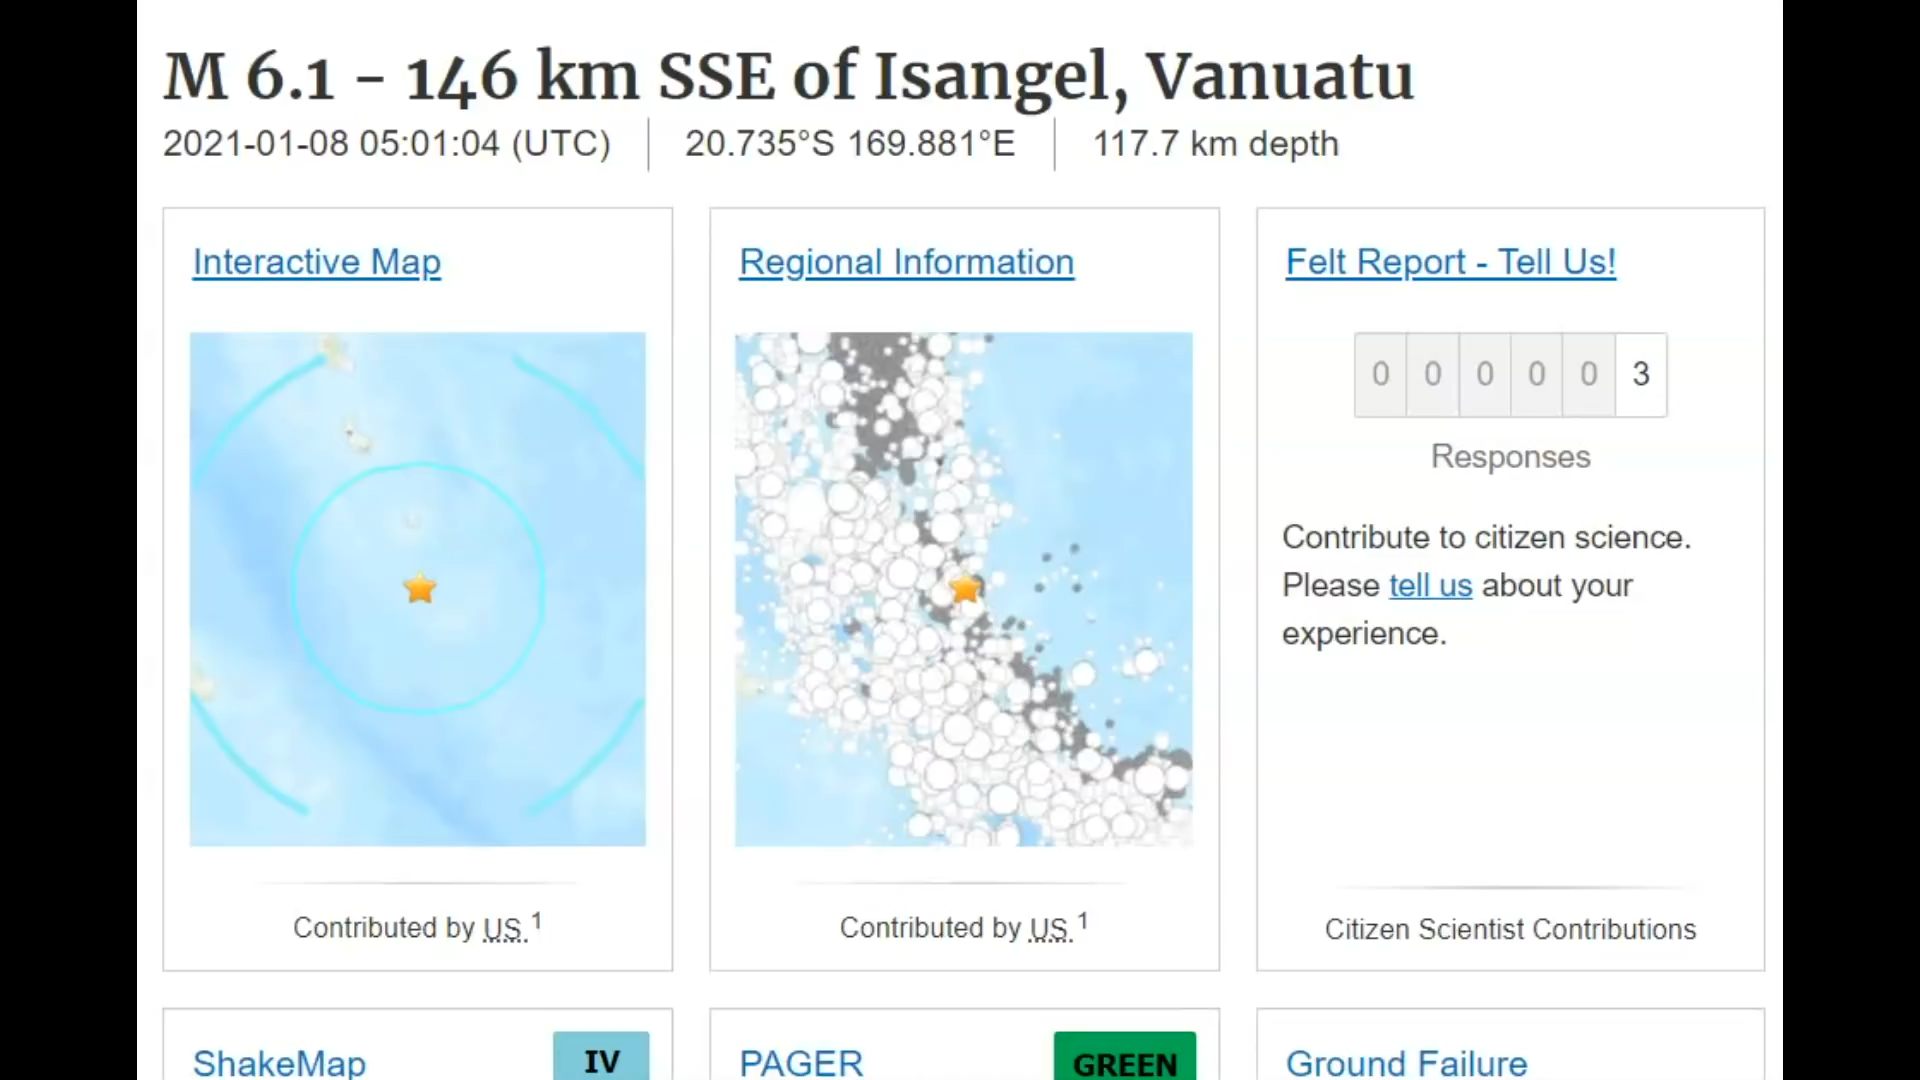 M 6.1 - 146 km SSE of Isangel, Vanuatu
2021-01-08 05:01:04 (UTC) 20.735°S 169.881°E 117.7 km depth
Interactive Map
Contributed by US.1
Regional Information
Contributed by US.1
Felt Report - Tell Us!
0 0 0 0 0 3
Responses
Contribute to citizen science.
Please tell us about your
experience.
Citizen Scientist Contributions
ShakeMap IV
PAGER GREEN
Ground Failure